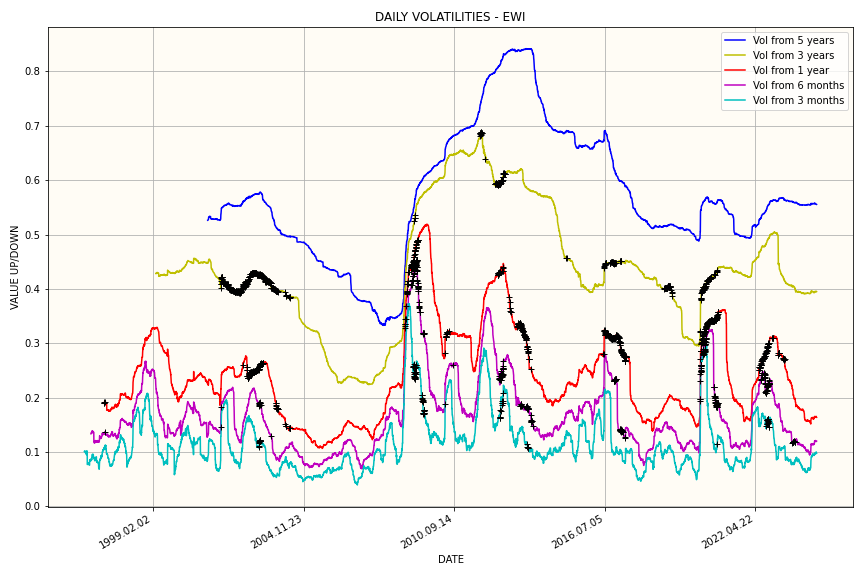 DAILY VOLATILITIES - EWI
Vol from 5 years
Vol from 3 years
Vol from 1 year
Vol from 6 months
Vol from 3 months
VALUE UP/DOWN
0.8
0.7
0.6
0.5
0.4
0.3
0.2
0.1
0.0
1999.02.02
2004.11.23
2010.09.14
2016.07.05
2022.04.22
DATE